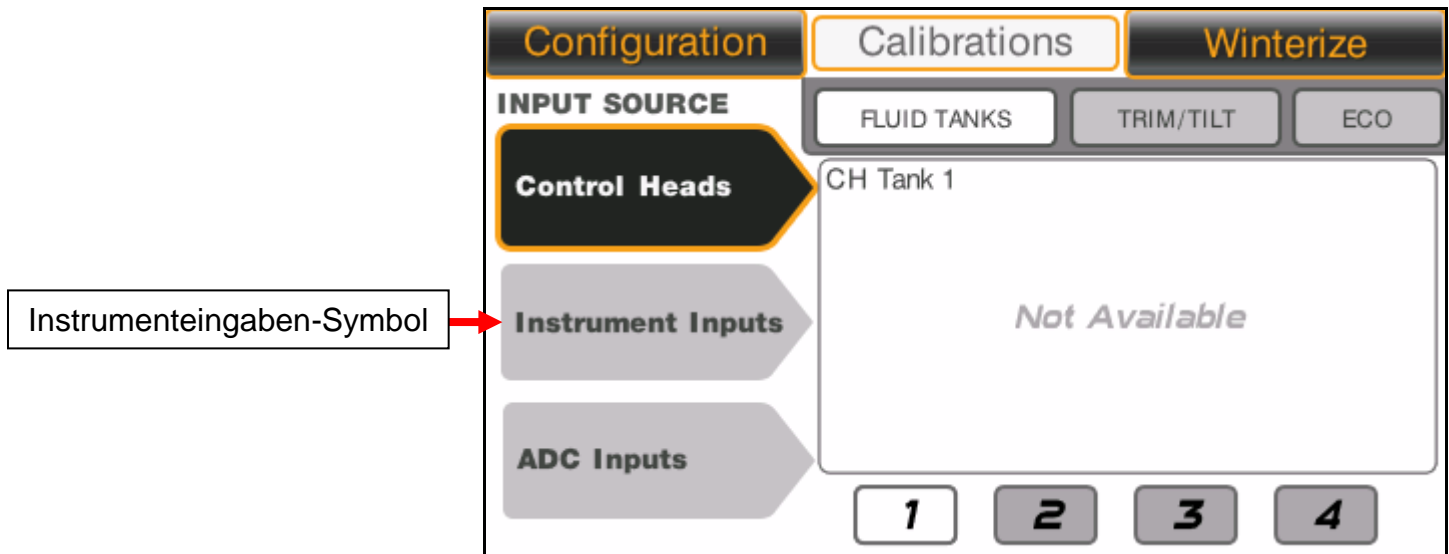 Configuration Calibrations Winterize
INPUT SOURCE
FLUID TANKS TRIM/TILT ECO
Control Heads
CH Tank 1
Instrumenteingaben-Symbol
Instrument Inputs
Not Available
ADC Inputs
1 2 3 4